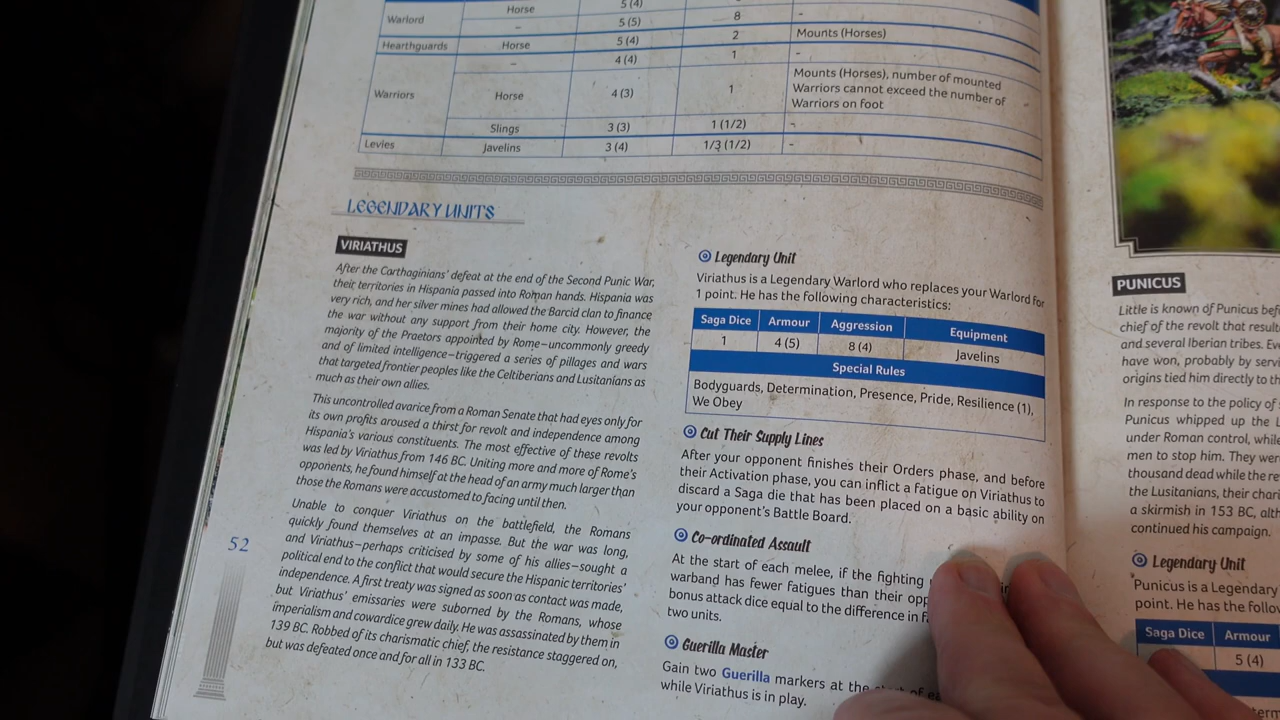 Horse 5 (4)
Warlord
– 5 (5) 8 -
Hearthguards Horse 5 (4) 2 Mounts (Horses)
– 4 (4) 1 -
Warriors Horse 4 (3) 1 Mounts (Horses), number of mounted
Warriors cannot exceed the number of
Warriors on foot
Slings 3 (3) 1 (1/2) -
Levies Javelins 3 (4) 1/3 (1/2) -
LEGENDARY UNITS
VIRIATHUS
After the Carthaginians' defeat at the end of the Second Punic War,
their territories in Hispania passed into Roman hands. Hispania was
very rich, and her silver mines had allowed the Barcid clan to finance
the war without any support from their home city. However, the
majority of the Praetors appointed by Rome—uncommonly greedy
and of limited intelligence—triggered a series of pillages and wars
that targeted frontier peoples like the Celtiberians and Lusitanians as
much as their own allies.
This uncontrolled avarice from a Roman Senate that had eyes only for
its own profits aroused a thirst for revolt and independence among
Hispania's various constituents. The most effective of these revolts
was led by Viriathus from 146 BC. Uniting more and more of Rome's
opponents, he found himself at the head of an army much larger than
those the Romans were accustomed to facing until then.
Unable to conquer Viriathus on the battlefield, the Romans
quickly found themselves at an impasse. But the war was long,
and Viriathus—perhaps criticised by some of his allies—sought a
political end to the conflict that would secure the Hispanic territories'
independence. A first treaty was signed as soon as contact was made,
but Viriathus' emissaries were suborned by the Romans, whose
imperialism and cowardice grew daily. He was assassinated by them in
139 BC. Robbed of its charismatic chief, the resistance staggered on,
but was defeated once and for all in 133 BC.
52
Legendary Unit
Viriathus is a Legendary Warlord who replaces your Warlord for
1 point. He has the following characteristics:
Saga Dice Armour Aggression Equipment
1 4 (5) 8 (4) Javelins
Special Rules
Bodyguards, Determination, Presence, Pride, Resilience (1),
We Obey
Cut Their Supply Lines
After your opponent finishes their Orders phase, and before
their Activation phase, you can inflict a fatigue on Viriathus to
discard a Saga die that has been placed on a basic ability on
your opponent's Battle Board.
Co-ordinated Assault
At the start of each melee, if the fighting
warband has fewer fatigues than their
bonus attack dice equal to the difference in
two units.
Guerilla Master
Gain two Guerilla markers at the of
while Viriathus is in play.
PUNICUS
Little is known of Punicus
chief of the revolt that
and several Iberian tribes.
have won, probably by
origins tied him directly to
In response to the policy of
Punicus whipped up the
under Roman control, while
men to stop him. They
thousand dead while the
the Lusitanians, their
a skirmish in 153 BC,
continued his campaign.
Legendary Unit
Punicus is a Legendary
point. He has the
Saga Dice Armour
5 (4)